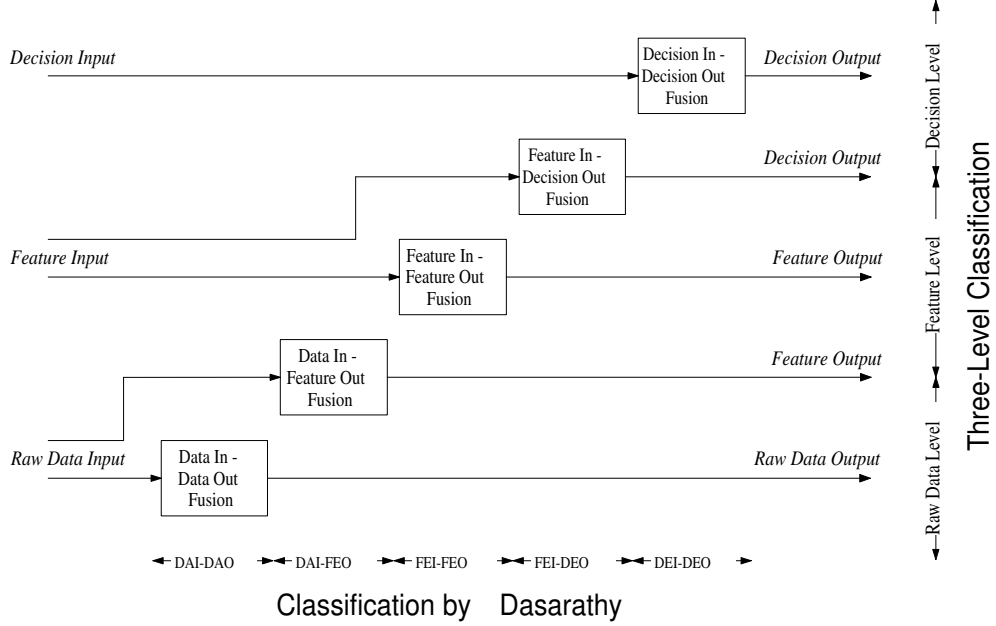 Decision Input
Decision In -
Decision Out
Fusion
Decision Output
Feature In -
Decision Out
Fusion
Decision Output
Feature Input
Feature In -
Feature Out
Fusion
Feature Output
Data In -
Feature Out
Fusion
Feature Output
Raw Data Input
Data In -
Data Out
Fusion
Raw Data Output
DAI-DAO
DAI-FEO
FEI-FEO
FEI-DEO
DEI-DEO
Classification by Dasarathy
Decision Level
Feature Level
Raw Data Level
Three-Level Classification